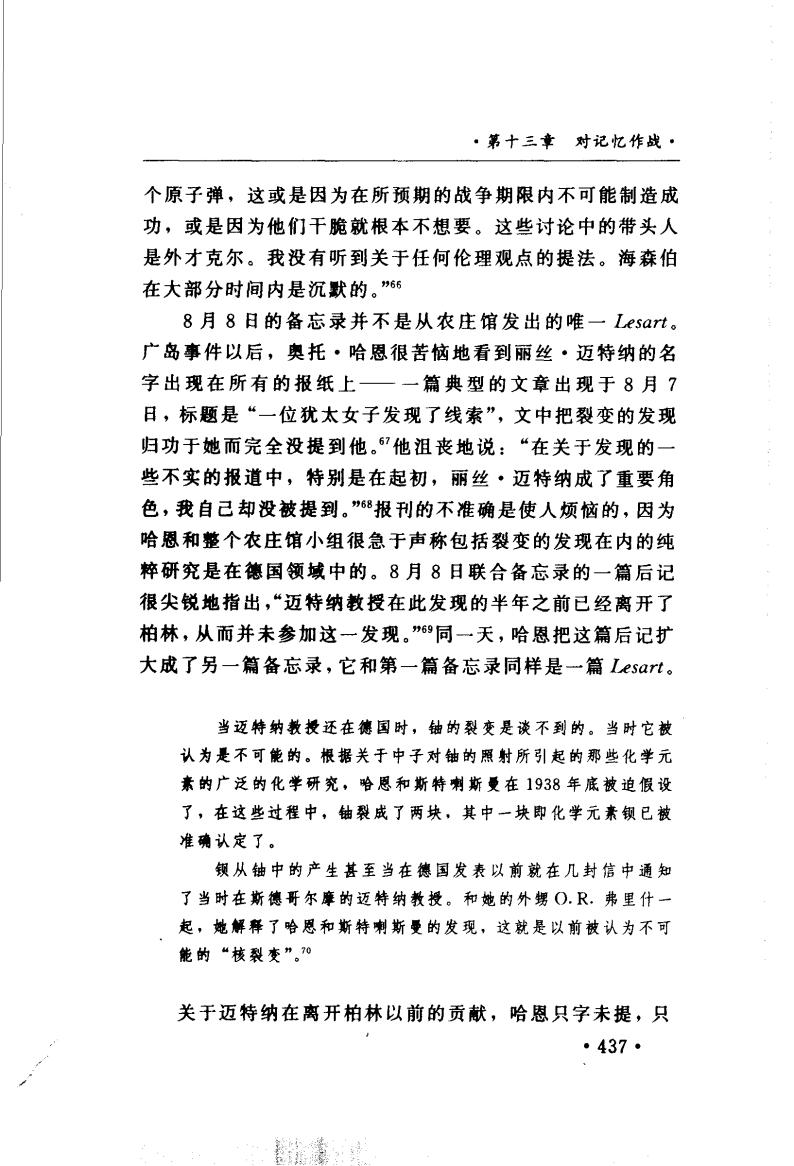 ·第十三章 对记忆作战·
个原子弹，这或是因为在所预期的战争期限内不可能制造成
功，或是因为他们干脆就根本不想要。这些讨论中的带头人
是外才克尔。我没有听到关于任何伦理观点的提法。海森伯
在大部分时间内是沉默的。”66
8月8日的备忘录并不是从农庄馆发出的唯一 Lesart。
广岛事件以后，奥托·哈恩很苦恼地看到丽丝·迈特纳的名
字出现在所有的报纸上——一篇典型的文章出现于8月7
日，标题是“一位犹太女子发现了线索”，文中把裂变的发现
归功于她而完全没提到他。67他沮丧地说：“在关于发现的一
些不实的报道中，特别是在起初，丽丝·迈特纳成了重要角
色，我自己却没被提到。”68报刊的不准确是使人烦恼的，因为
哈恩和整个农庄馆小组很急于声称包括裂变的发现在内的纯
粹研究是在德国领域中的。8月8日联合备忘录的一篇后记
很尖锐地指出，“迈特纳教授在此发现的半年之前已经离开了
柏林，从而并未参加这一发现。”69同一天，哈恩把这篇后记扩
大成了另一篇备忘录，它和第一篇备忘录同样是一篇 Lesart。
当迈特纳教授还在德国时，铀的裂变是谈不到的。当时它被
认为是不可能的。根据关于中子对铀的照射所引起的那些化学元
素的广泛的化学研究，哈恩和斯特喇斯曼在1938年底被迫假设
了，在这些过程中，铀裂成了两块，其中一块即化学元素钡已被
准确认定了。
钡从铀中的产生甚至当在德国发表以前就在几封信中通知
了当时在斯德哥尔摩的迈特纳教授。和她的外甥O.R.弗里什一
起，她解释了哈恩和斯特喇斯曼的发现，这就是以前被认为不可
能的“核裂变”。70
关于迈特纳在离开柏林以前的贡献，哈恩只字未提，只
·437·